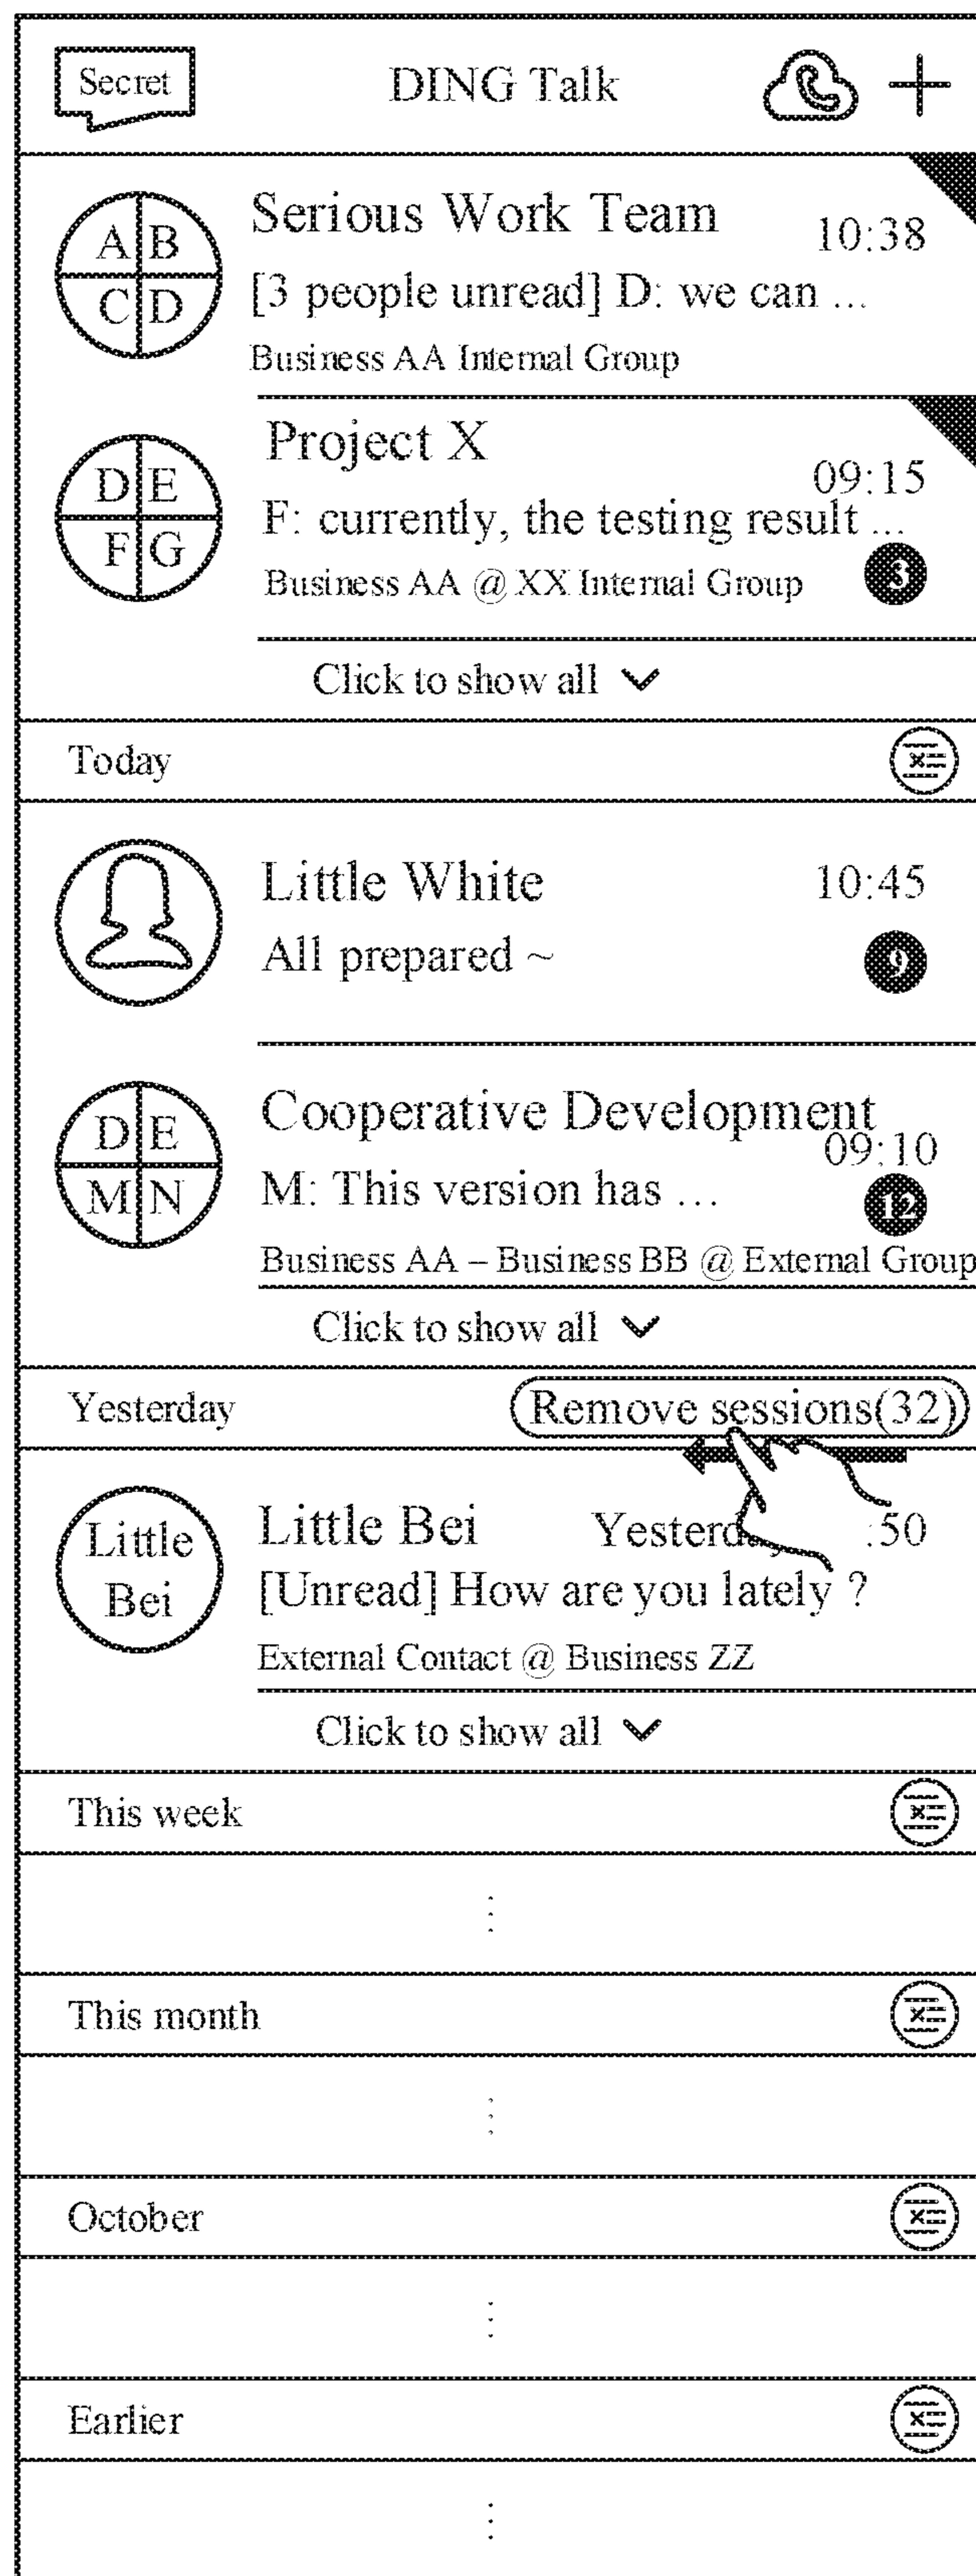 Secret
DING Talk
A B
C D
Serious Work Team
10:38
[3 people unread] D: we can ...
Business AA Internal Group
D E
F G
Project X
09:15
F: currently, the testing result ...
Business AA @ XX Internal Group
3
Click to show all
Today
Little White
10:45
All prepared ~
9
D E
M N
Cooperative Development
09:10
M: This version has ...
12
Business AA – Business BB @ External Group
Click to show all
Yesterday
Remove sessions(32)
Little
Bei
Little Bei
:50
[Unread] How are you lately ?
External Contact @ Business ZZ
Click to show all
This week
This month
October
Earlier